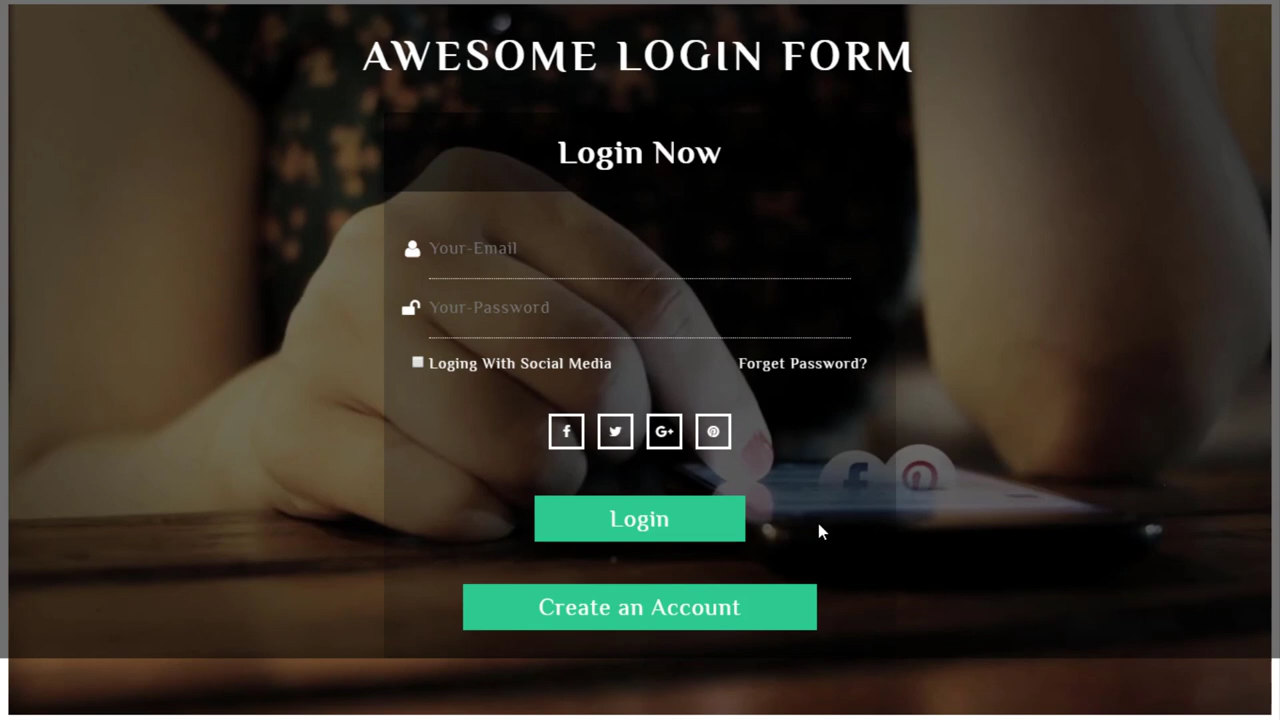 AWESOME LOGIN FORM
Login Now
Your-Email
Your-Password
Loging With Social Media
Forget Password?
Login
Create an Account